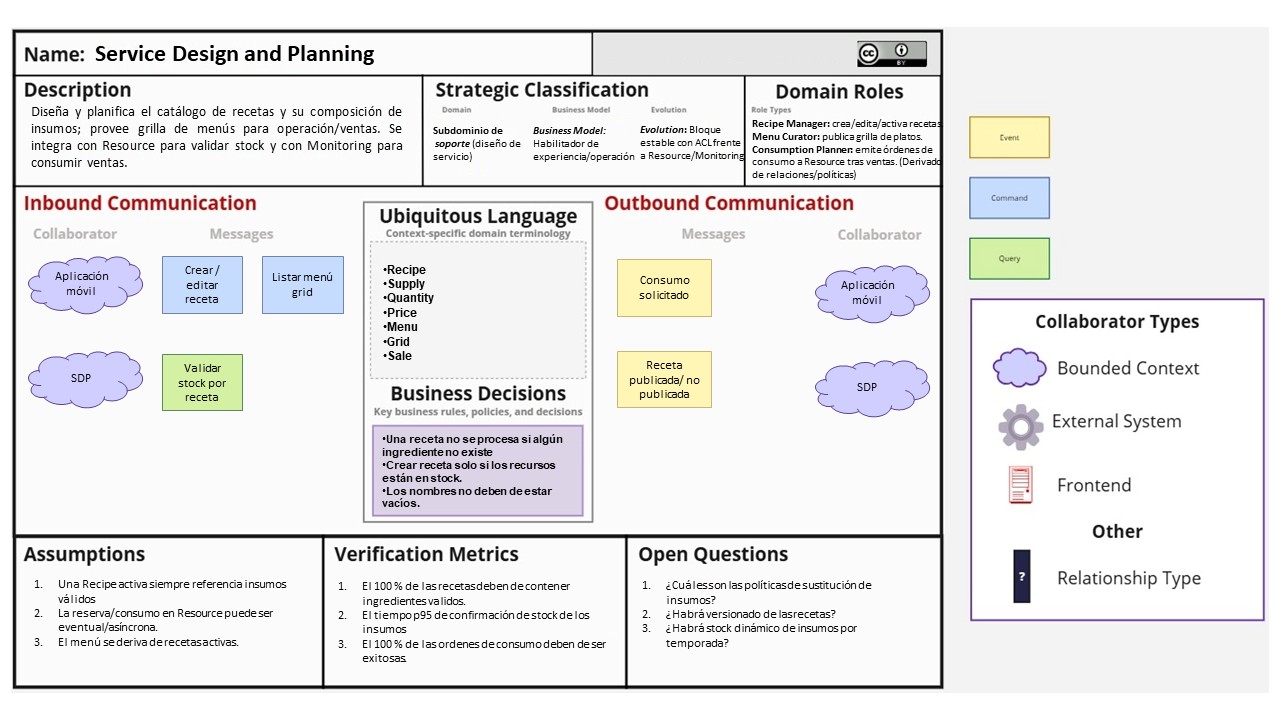 Name: Service Design and Planning
CC BY
Description
Diseña y planifica el catálogo de recetas y su composición de
insumos; provee grilla de menús para operación/ventas. Se
integra con Resource para validar stock y con Monitoring para
consumir ventas.
Strategic Classification
Domain
Subdominio de
soporte (diseño de
servicio)
Business Model
Business Model:
Habilitador de
experiencia/operación
Evolution
Evolution: Bloque
estable con ACL frente
a Resource/Monitoring
Domain Roles
Role Types
Recipe Manager: crea/edita/activa recetas
Menu Curator: publica grilla de platos.
Consumption Planner: emite órdenes de
consumo a Resource tras ventas. (Derivado
de relaciones/políticas)
Inbound Communication
Collaborator
Messages
Aplicación
móvil
Crear /
editar
receta
Listar menú
grid
SDP
Validar
stock por
receta
Ubiquitous Language
Context-specific domain terminology
•Recipe
•Supply
•Quantity
•Price
•Menu
•Grid
•Sale
Business Decisions
Key business rules, policies, and decisions
•Una receta no se procesa si algún
ingrediente no existe
•Crear receta solo si los recursos
están en stock.
•Los nombres no deben de estar
vacíos.
Outbound Communication
Messages
Collaborator
Consumo
solicitado
Aplicación
móvil
Receta
publicada/ no
publicada
SDP
Assumptions
1. Una Recipe activa siempre referencia insumos
válidos
2. La reserva/consumo en Resource puede ser
eventual/asíncrona.
3. El menú se deriva de recetas activas.
Verification Metrics
1. El 100 % de las recetas deben de contener
ingredientes validos.
2. El tiempo p95 de confirmación de stock de los
insumos
3. El 100 % de las ordenes de consumo deben de ser
exitosas.
Open Questions
1. ¿Cuáles son las políticas de sustitución de
insumos?
2. ¿Habrá versionado de las recetas?
3. ¿Habrá stock dinámico de insumos por
temporada?
Event
Command
Query
Collaborator Types
Bounded Context
External System
Frontend
Other
?
Relationship Type